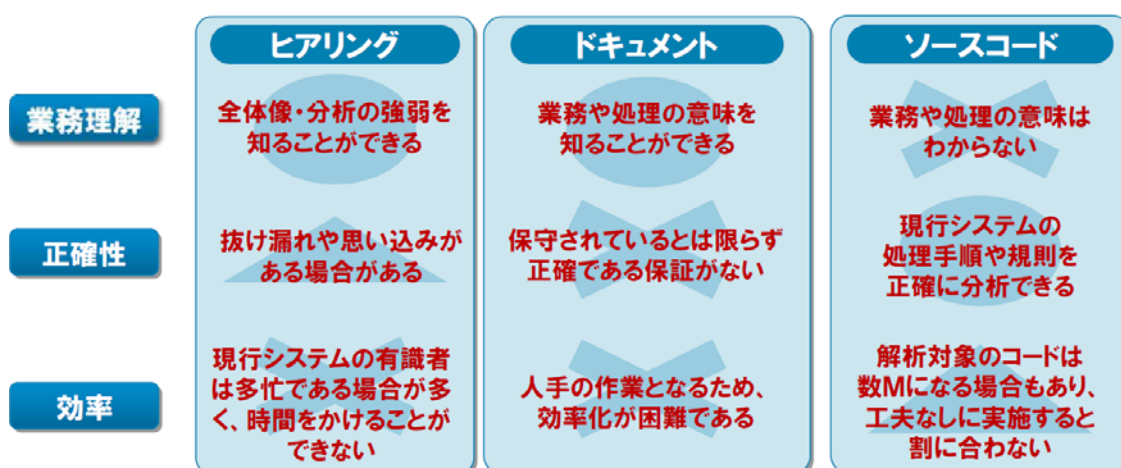 ヒアリング
ドキュメント
ソースコード
業務理解
全体像・分析の強弱を
知ることができる
業務や処理の意味を
知ることができる
業務や処理の意味は
わからない
正確性
抜け漏れや思い込みが
ある場合がある
保守されているとは限らず
正確である保証がない
現行システムの
処理手順や規則を
正確に分析できる
効率
現行システムの有識者
は多忙である場合が多
く、時間をかけることが
できない
人手の作業となるため、
効率化が困難である
解析対象のコードは
数Mになる場合もあり、
工夫なしに実施すると
割に合わない